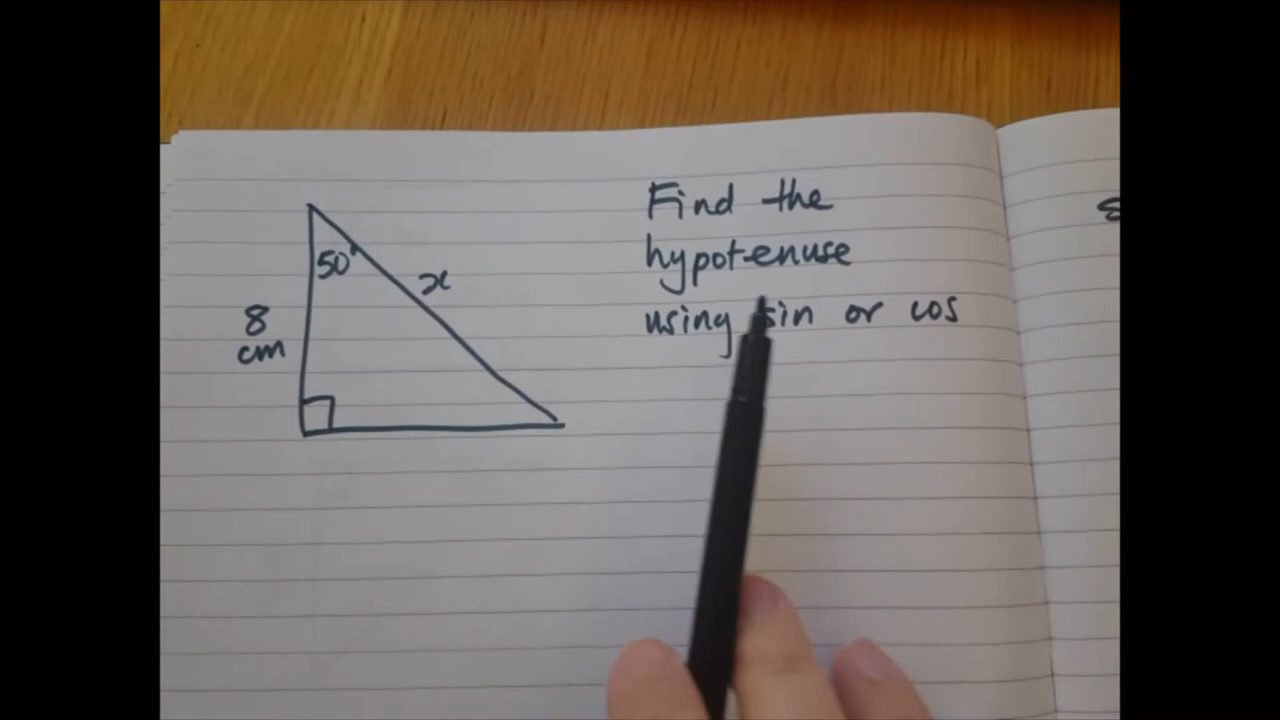 Find the
hypotenuse
using sin or cos
50°
x
8
cm